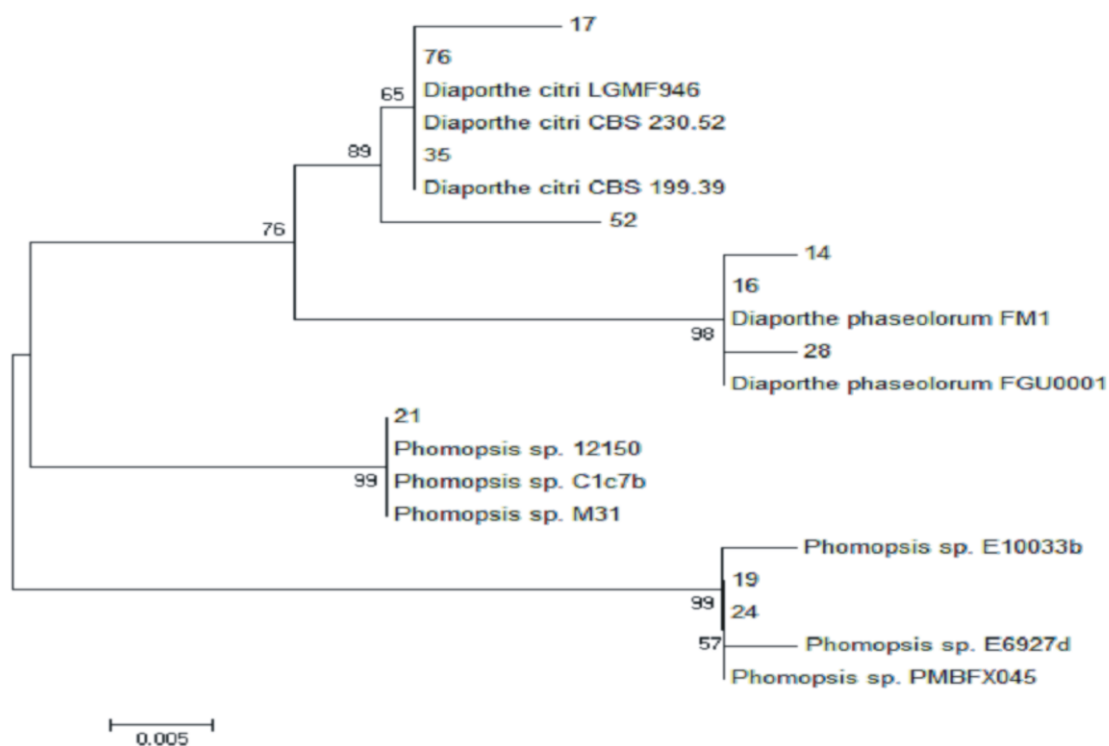 17
76
65
Diaporthe citri LGMF946
Diaporthe citri CBS 230.52
89
35
Diaporthe citri CBS 199.39
52
76
14
16
Diaporthe phaseolorum FM1
98
28
Diaporthe phaseolorum FGU0001
21
Phomopsis sp. 12150
99
Phomopsis sp. C1c7b
Phomopsis sp. M31
Phomopsis sp. E10033b
19
99
24
57
Phomopsis sp. E6927d
Phomopsis sp. PMBFX045
0.005